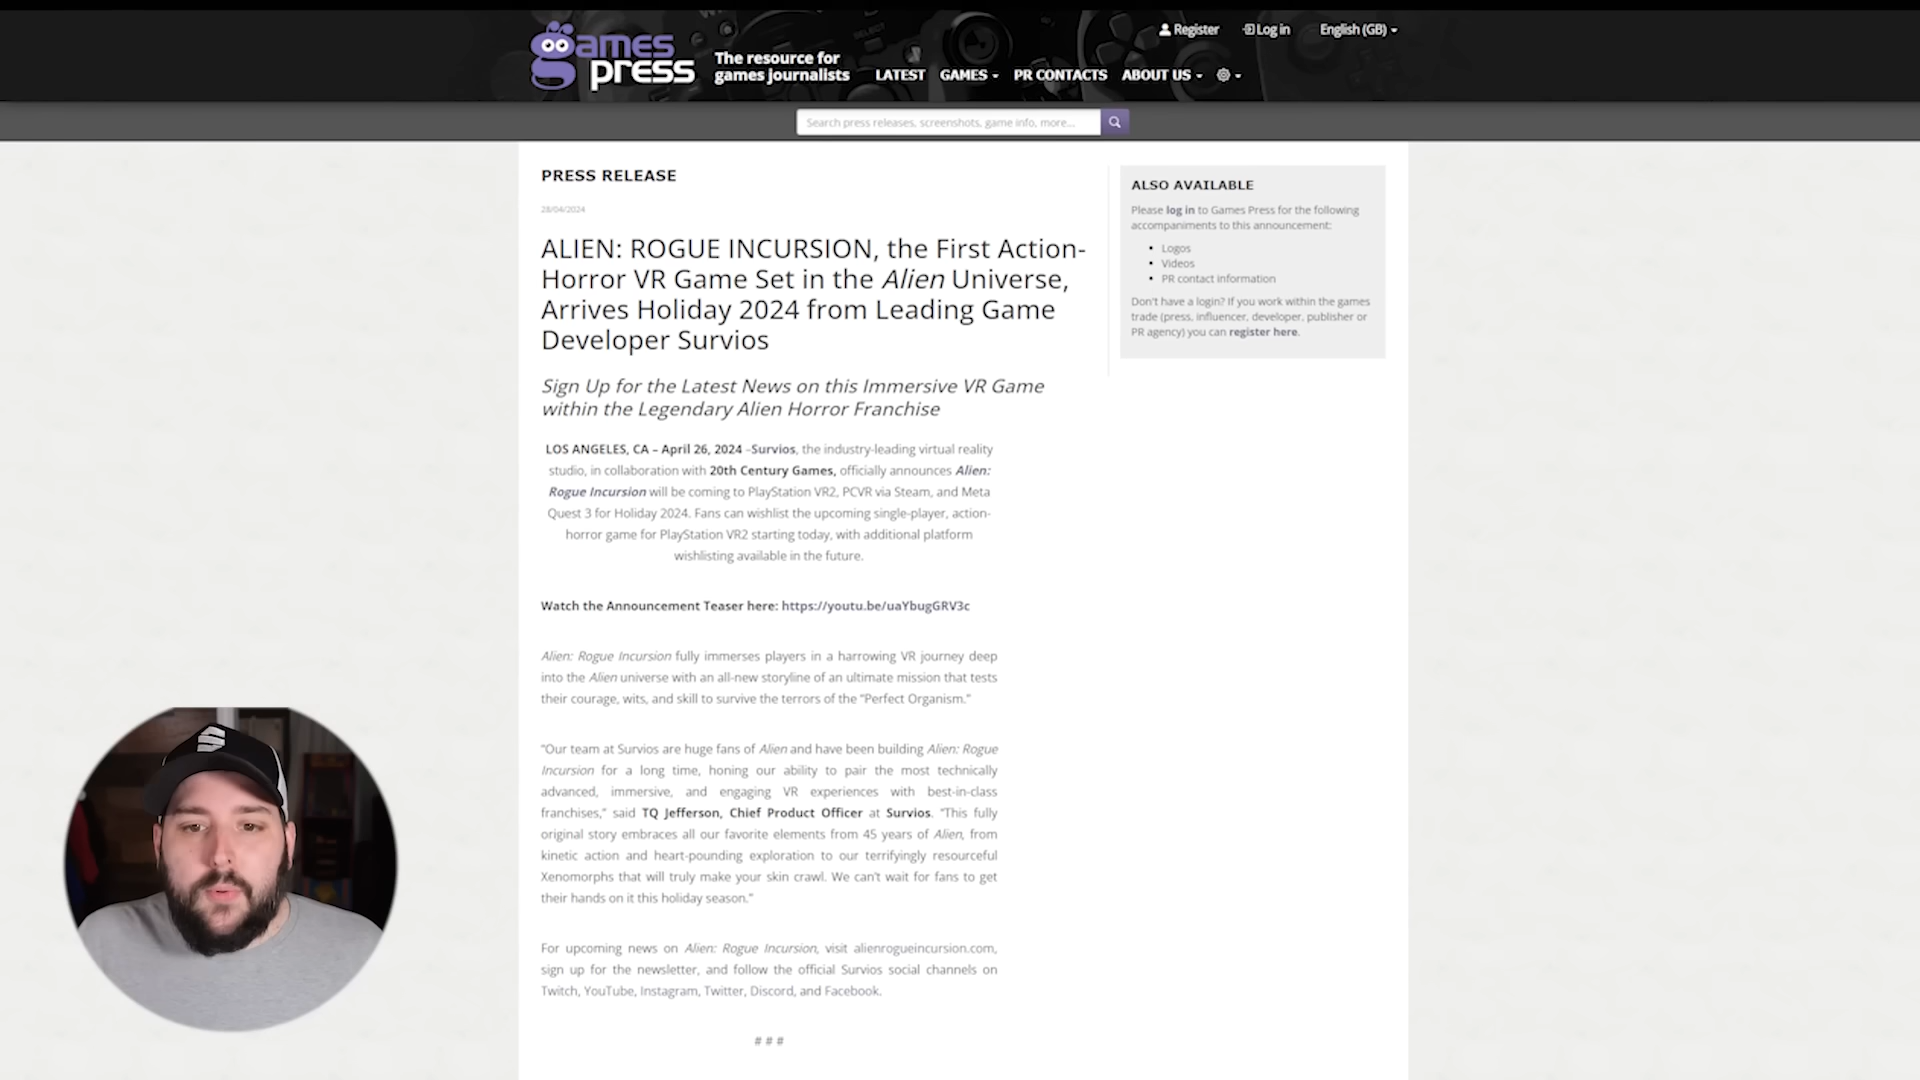 games press
The resource for
games journalists
Register
Log in
English (GB)
LATEST
GAMES
PR CONTACTS
ABOUT US
Search press releases, screenshots, game info, more...
PRESS RELEASE
28/04/2024
ALIEN: ROGUE INCURSION, the First Action-
Horror VR Game Set in the Alien Universe,
Arrives Holiday 2024 from Leading Game
Developer Survios
Sign Up for the Latest News on this Immersive VR Game
within the Legendary Alien Horror Franchise
LOS ANGELES, CA – April 26, 2024 -Survios, the industry-leading virtual reality
studio, in collaboration with 20th Century Games, officially announces Alien:
Rogue Incursion will be coming to PlayStation VR2, PCVR via Steam, and Meta
Quest 3 for Holiday 2024. Fans can wishlist the upcoming single-player, action-
horror game for PlayStation VR2 starting today, with additional platform
wishlisting available in the future.
Watch the Announcement Teaser here: https://youtu.be/uaYbugGRV3c
Alien: Rogue Incursion fully immerses players in a harrowing VR journey deep
into the Alien universe with an all-new storyline of an ultimate mission that tests
their courage, wits, and skill to survive the terrors of the “Perfect Organism.”
“Our team at Survios are huge fans of Alien and have been building Alien: Rogue
Incursion for a long time, honing our ability to pair the most technically
advanced, immersive, and engaging VR experiences with best-in-class
franchises,” said TQ Jefferson, Chief Product Officer at Survios. “This fully
original story embraces all our favorite elements from 45 years of Alien, from
kinetic action and heart-pounding exploration to our terrifyingly resourceful
Xenomorphs that will truly make your skin crawl. We can’t wait for fans to get
their hands on it this holiday season.”
For upcoming news on Alien: Rogue Incursion, visit alienrogueincursion.com,
sign up for the newsletter, and follow the official Survios social channels on
Twitch, YouTube, Instagram, Twitter, Discord, and Facebook.
# # #
ALSO AVAILABLE
Please log in to Games Press for the following
accompaniments to this announcement:
• Logos
• Videos
• PR contact information
Don't have a login? If you work within the games
trade (press, influencer, developer, publisher or
PR agency) you can register here.